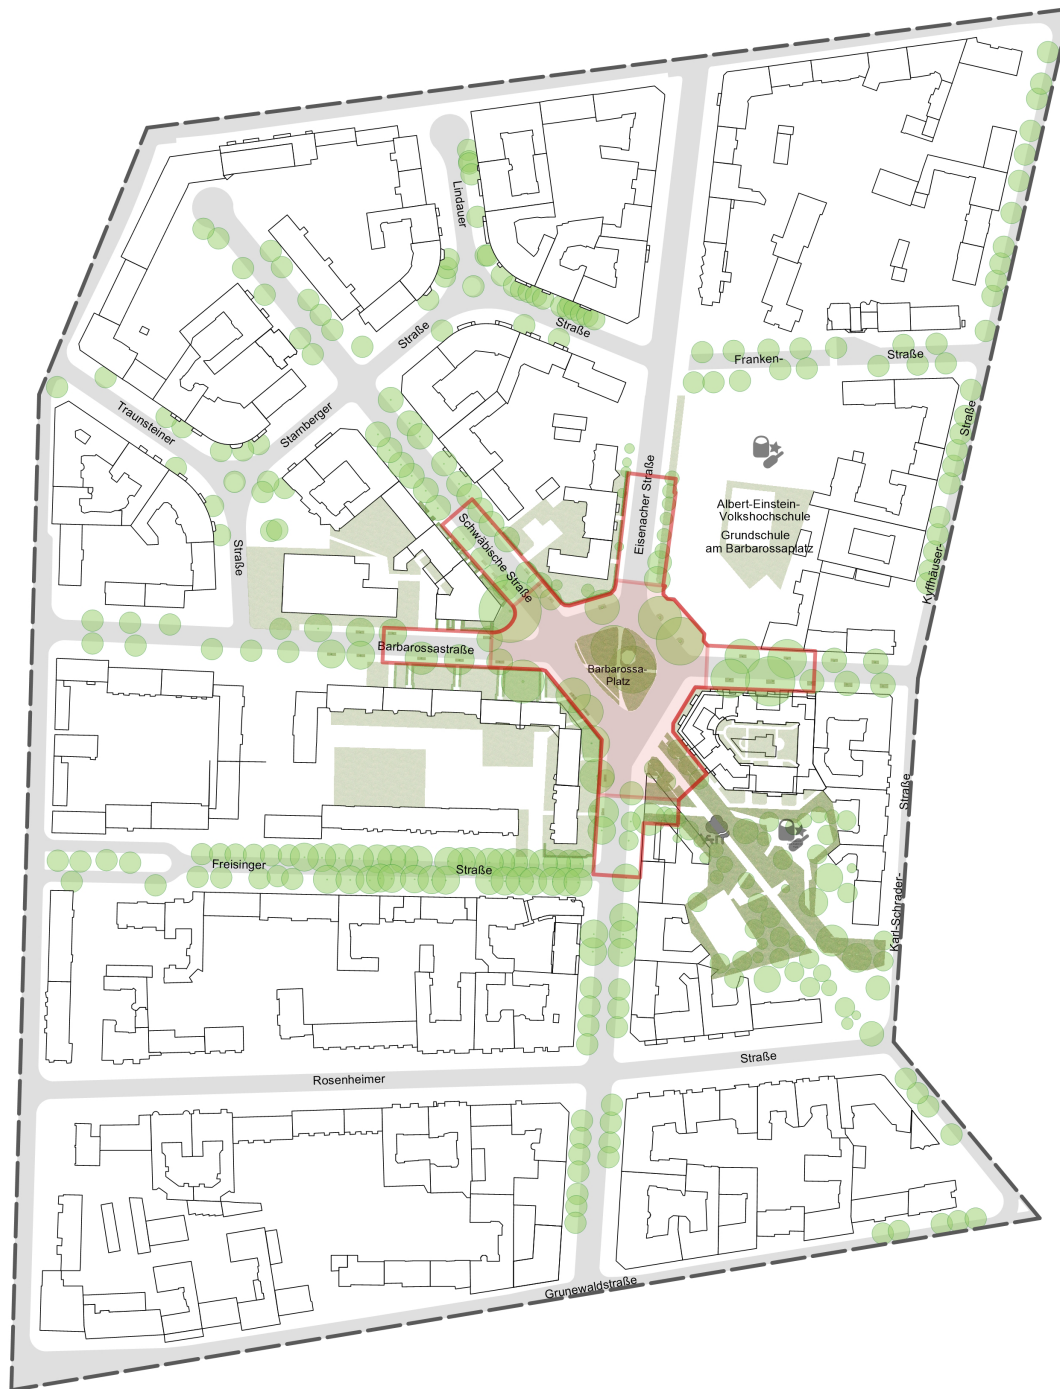 Lindauer
Straße
Straße
Franken-
Straße
Traunsteiner
Starnberger
Straße
Straße
Eisenacher Straße
Schwäbische Straße
Albert-Einstein-
Volkshochschule
Grundschule
am Barbarossaplatz
Kyffhäuser-
Straße
Barbarossastraße
Barbarossa-
Platz
Freisinger
Straße
Karl-Schrader-
Straße
Rosenheimer
Straße
Grunewaldstraße